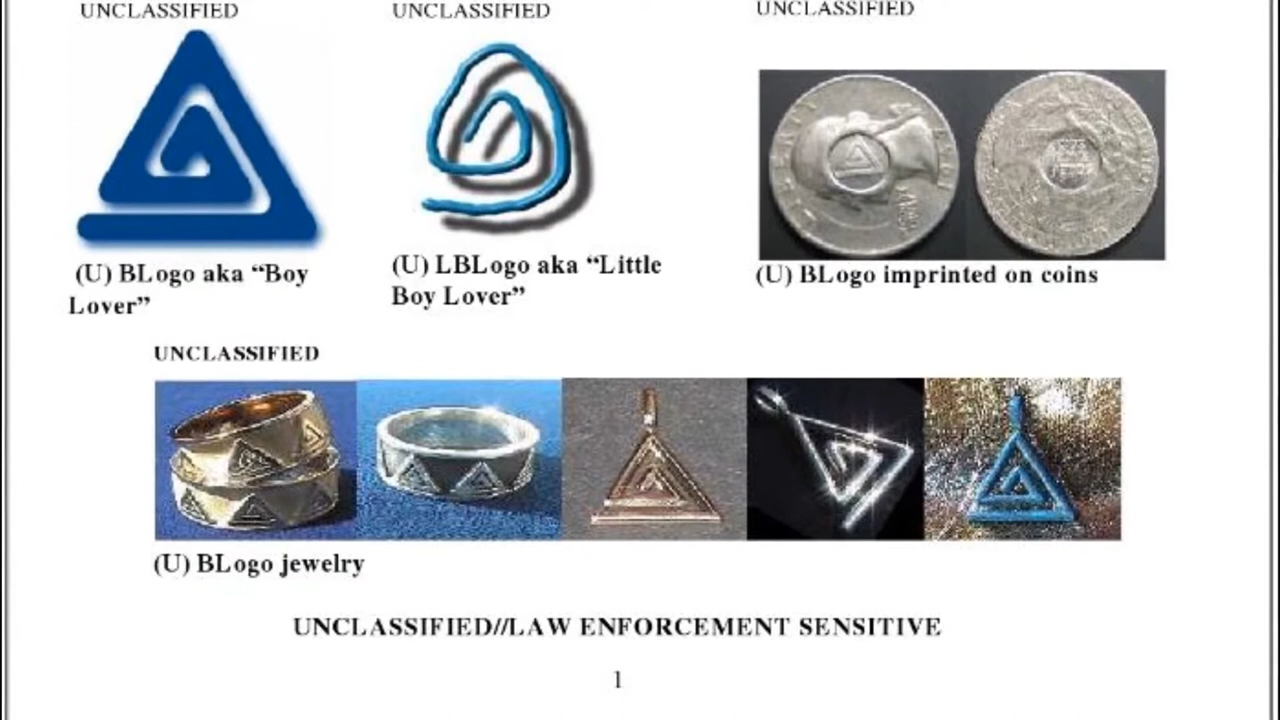 UNCLASSIFIED
UNCLASSIFIED
UNCLASSIFIED
(U) BLogo aka “Boy
Lover”
(U) LBLogo aka “Little
Boy Lover”
(U) BLogo imprinted on coins
UNCLASSIFIED
(U) BLogo jewelry
UNCLASSIFIED//LAW ENFORCEMENT SENSITIVE
1